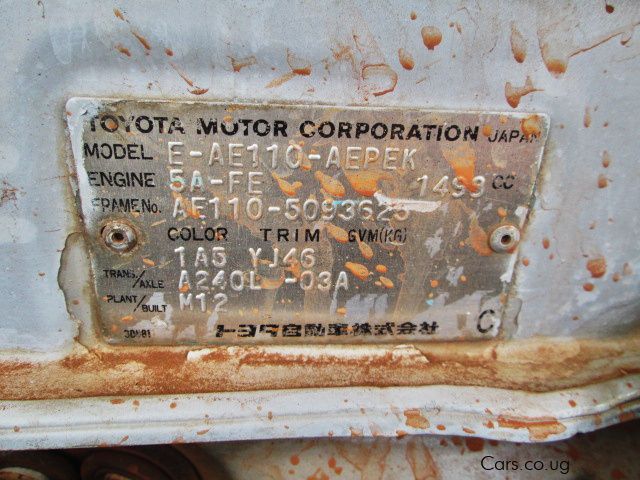 TOYOTA MOTOR CORPORATION JAPAN
MODEL E-AE110-AEPEK
ENGINE 5A-FE 1498 CC
FRAME No. AE110-5093625
COLOR TRIM GVM(KG)
1A5 YJ46
TRANS./AXLE A240L -03A
PLANT/BUILT M12
トヨタ自動車株式会社 C
Cars.co.ug